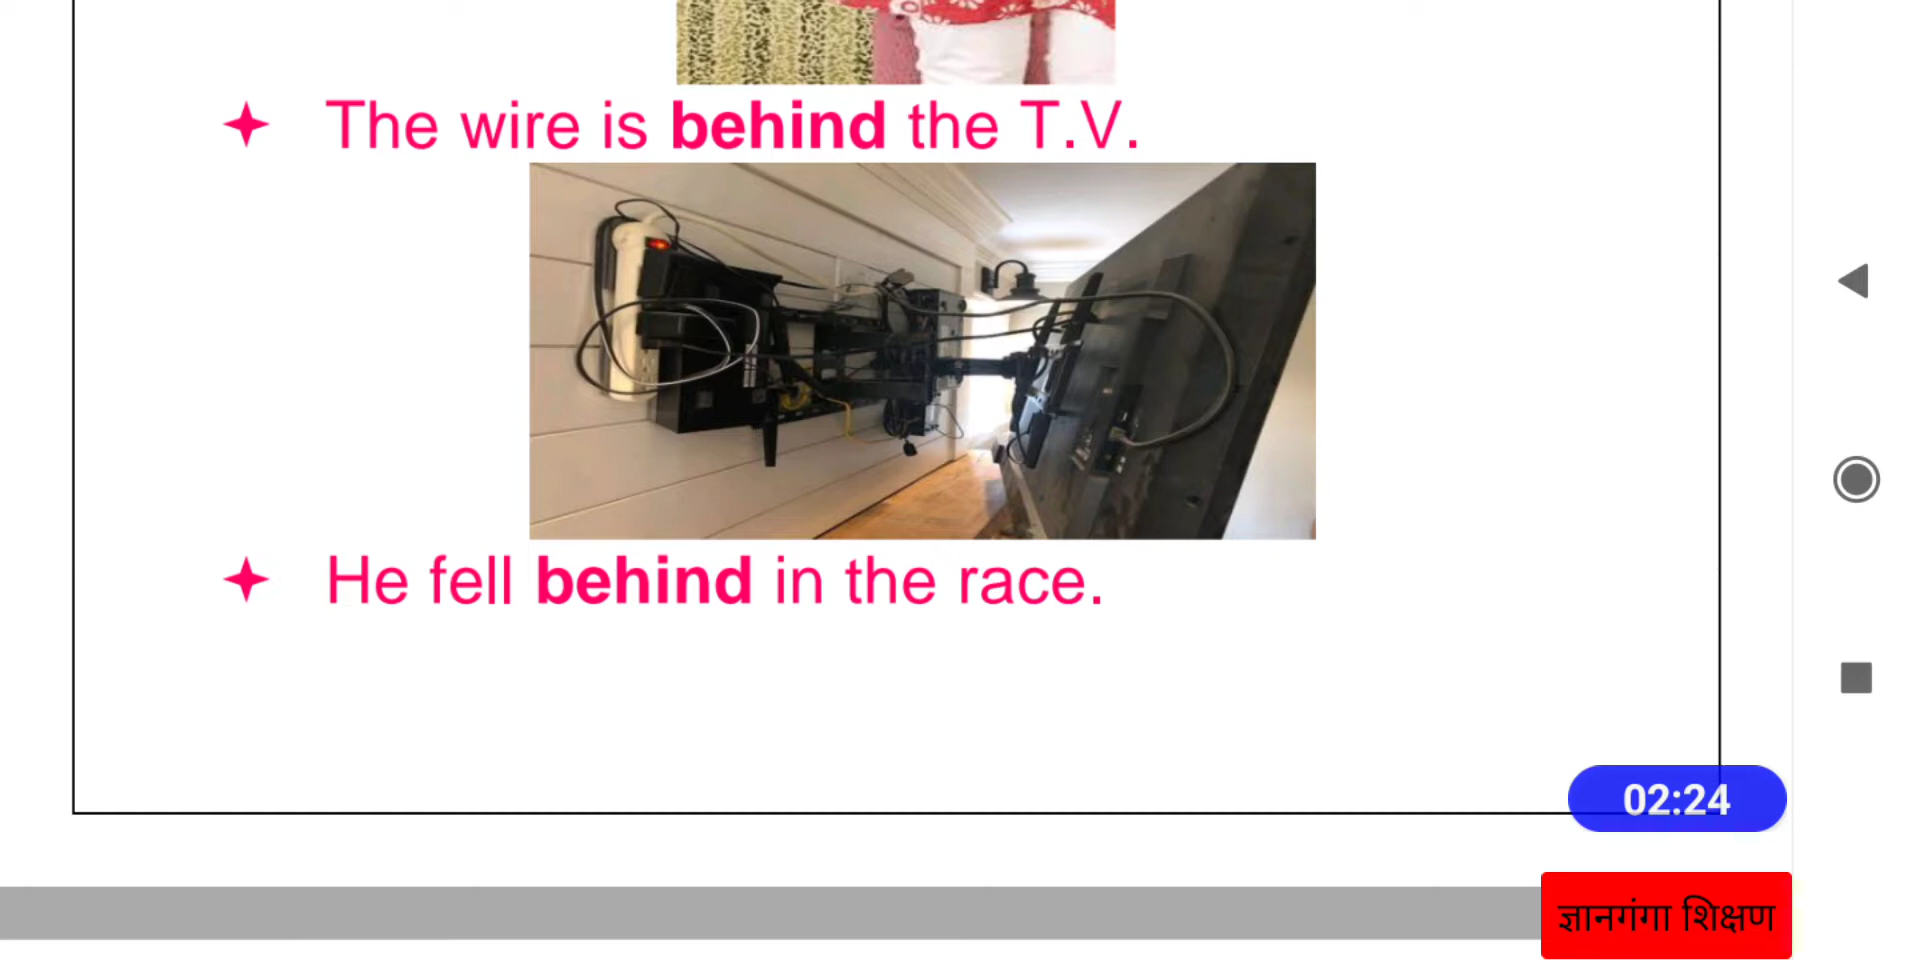 The wire is behind the T.V.
He fell behind in the race.
02:24
ज्ञानगंगा शिक्षण